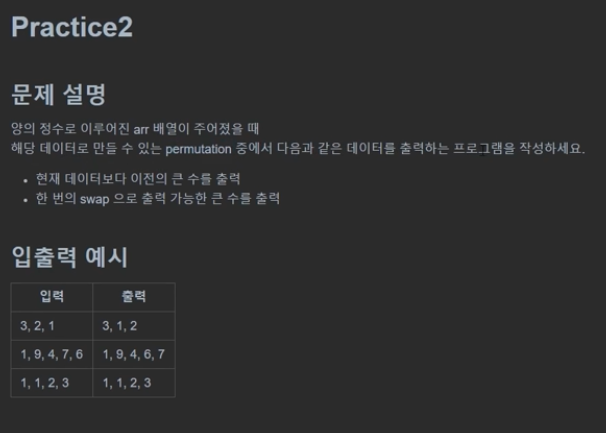 Practice2
문제 설명
양의 정수로 이루어진 arr 배열이 주어졌을 때
해당 데이터로 만들 수 있는 permutation 중에서 다음과 같은 데이터를 출력하는 프로그램을 작성하세요.
• 현재 데이터보다 이전의 큰 수를 출력
• 한 번의 swap 으로 출력 가능한 큰 수를 출력
입출력 예시
입력 출력
3, 2, 1 3, 1, 2
1, 9, 4, 7, 6 1, 9, 4, 6, 7
1, 1, 2, 3 1, 1, 2, 3